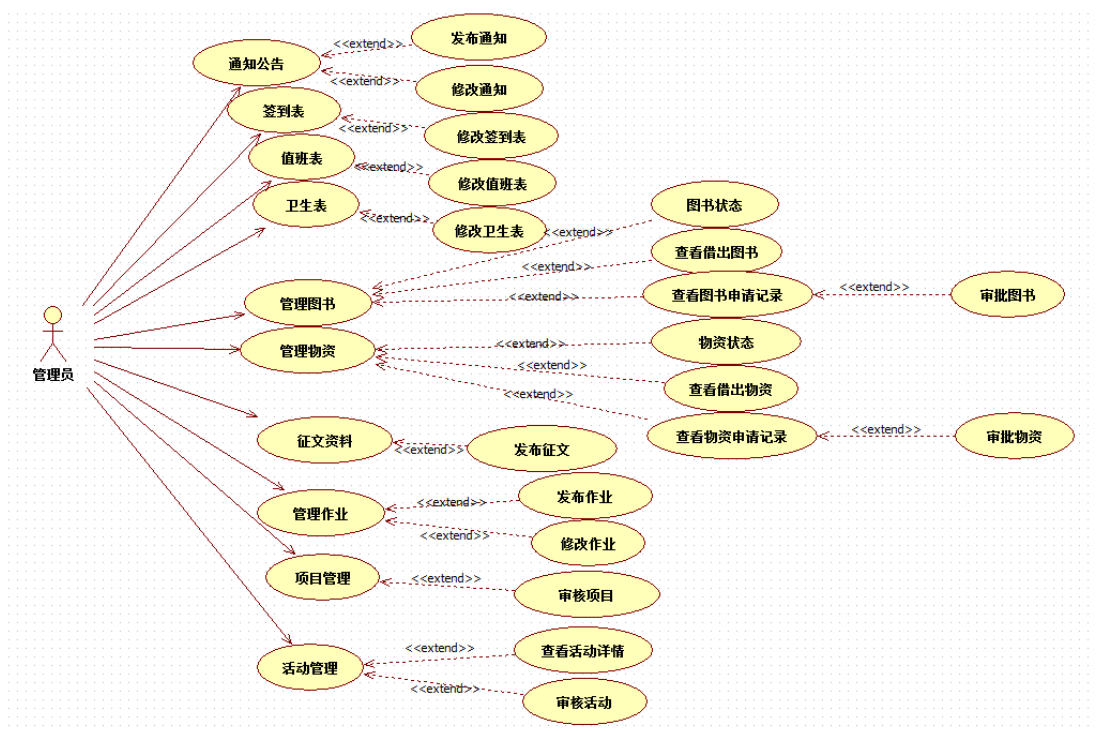 发布通知
<<extend>>
通知公告
<<extend>>
修改通知
签到表
<<extend>>
修改签到表
值班表
<<extend>>
修改值班表
卫生表
<<extend>>
修改卫生表
图书状态
<<extend>>
查看借出图书
<<extend>>
管理图书
<<extend>>
查看图书申请记录
<<extend>>
审批图书
管理员
管理物资
<<extend>>
物资状态
<<extend>>
查看借出物资
<<extend>>
查看物资申请记录
<<extend>>
审批物资
征文资料
<<extend>>
发布征文
管理作业
<<extend>>
发布作业
<<extend>>
修改作业
项目管理
<<extend>>
审核项目
活动管理
<<extend>>
查看活动详情
<<extend>>
审核活动